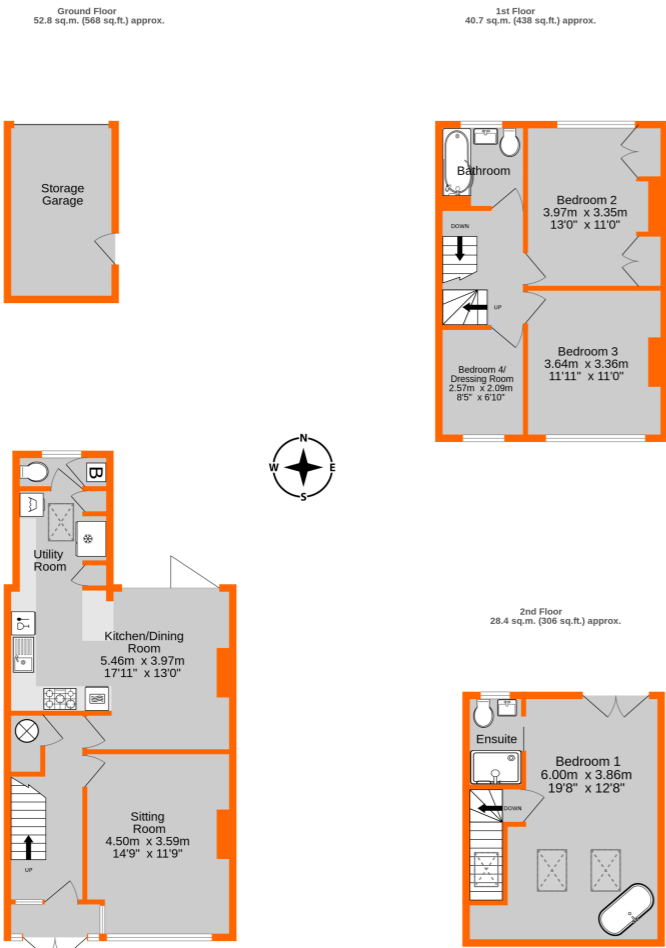 Ground Floor
52.8 sq.m. (568 sq.ft.) approx.
1st Floor
40.7 sq.m. (438 sq.ft.) approx.
Storage
Garage
Bathroom
DOWN
UP
Bedroom 2
3.97m x 3.35m
13'0" x 11'0"
Bedroom 3
3.64m x 3.36m
11'11" x 11'0"
Bedroom 4/
Dressing Room
2.57m x 2.09m
8'5" x 6'10"
N
W E
S
B
Utility
Room
Kitchen/Dining
Room
5.46m x 3.97m
17'11" x 13'0"
Sitting
Room
4.50m x 3.59m
14'9" x 11'9"
UP
2nd Floor
28.4 sq.m. (306 sq.ft.) approx.
Ensuite
Bedroom 1
6.00m x 3.86m
19'8" x 12'8"
DOWN